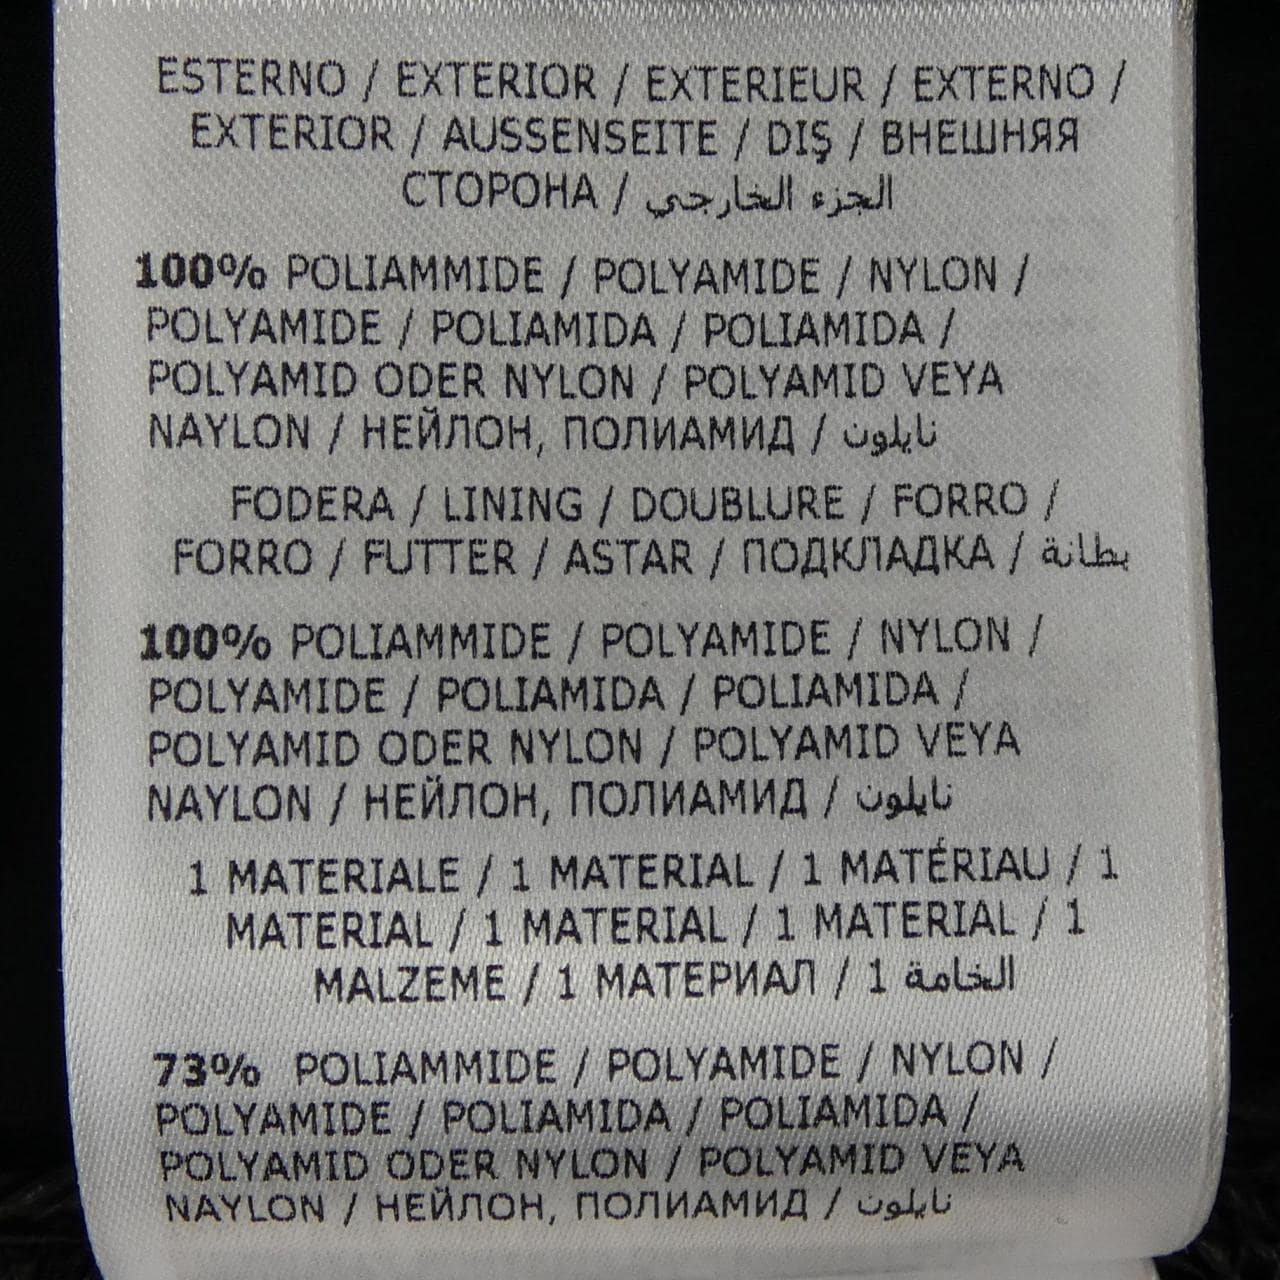 ESTERNO / EXTERIOR / EXTERIEUR / EXTERNO /
EXTERIOR / AUSSENSEITE / DIŞ / ВНЕШНЯЯ
СТОРОНА / الجزء الخارجي
100% POLIAMMIDE / POLYAMIDE / NYLON /
POLYAMIDE / POLIAMIDA / POLIAMIDA /
POLYAMID ODER NYLON / POLYAMID VEYA
NAYLON / НЕЙЛОН, ПОЛИАМИД / نايلون
FODERA / LINING / DOUBLURE / FORRO /
FORRO / FUTTER / ASTAR / ПОДКЛАДКА / بطانة
100% POLIAMMIDE / POLYAMIDE / NYLON /
POLYAMIDE / POLIAMIDA / POLIAMIDA /
POLYAMID ODER NYLON / POLYAMID VEYA
NAYLON / НЕЙЛОН, ПОЛИАМИД / نايلون
1 MATERIALE / 1 MATERIAL / 1 MATÉRIAU / 1
MATERIAL / 1 MATERIAL / 1 MATERIAL / 1
MALZEME / 1 МАТЕРИАЛ / 1 الخامة
73% POLIAMMIDE / POLYAMIDE / NYLON /
POLYAMIDE / POLIAMIDA / POLIAMIDA /
POLYAMID ODER NYLON / POLYAMID VEYA
NAYLON / НЕЙЛОН, ПОЛИАМИД / نايلون